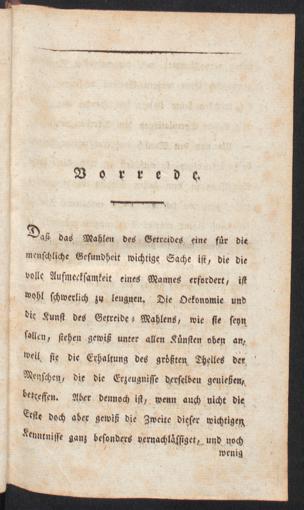 Vorrede.
Daß das Mahlen des Getreides eine für die
menschliche Gesundheit wichtige Sache ist, die die
volle Aufmerksamkeit eines Mannes erfordert, ist
wohl schwerlich zu leugnen. Die Oekonomie und
die Kunst des Getreide-Mahlens, wie sie seyn
sollen, stehen gewiß unter allen Künsten oben an,
weil sie die Erhaltung des größten Theiles der
Menschen, die die Erzeugnisse derselben genießen,
betreffen. Aber dennoch ist, wenn auch nicht die
Erste doch aber gewiß die Zweite dieser wichtigen
Kenntnisse ganz besonders vernachlässiget, und noch
wenig